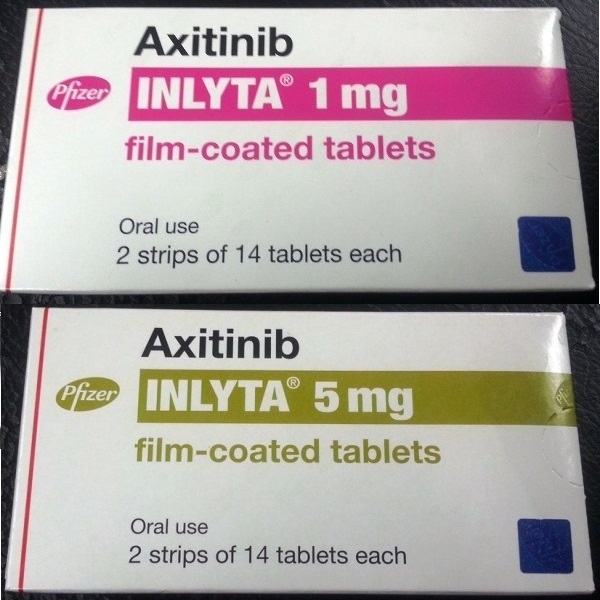 Axitinib
Pfizer
INLYTA® 1 mg
film-coated tablets
Oral use
2 strips of 14 tablets each
Axitinib
Pfizer
INLYTA® 5 mg
film-coated tablets
Oral use
2 strips of 14 tablets each